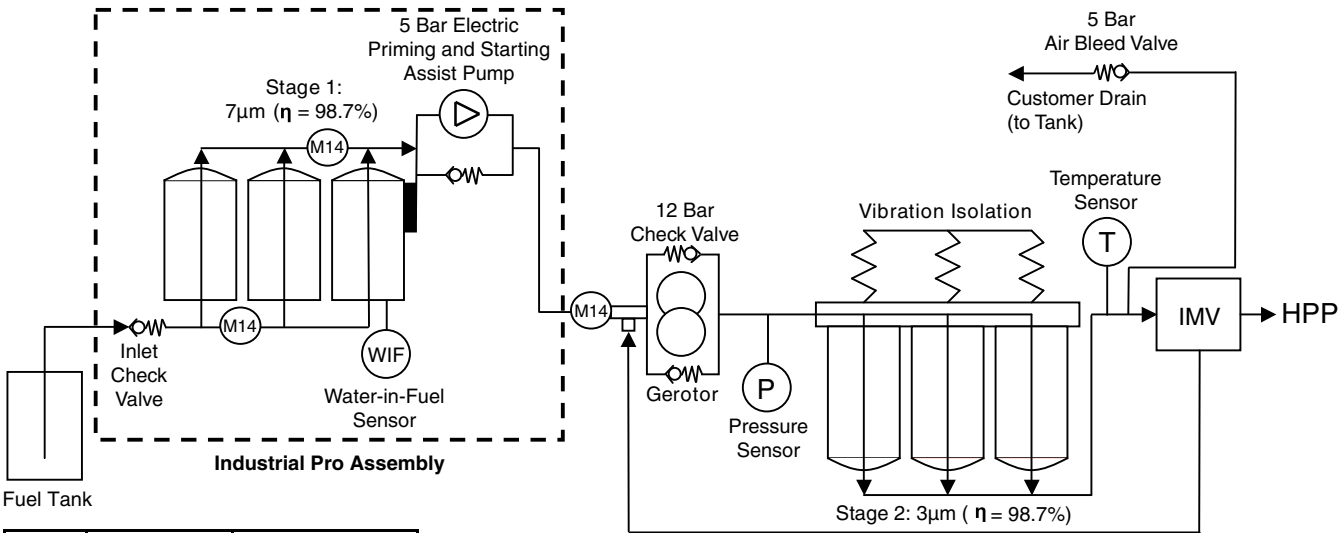 5 Bar Electric
Priming and Starting
Assist Pump
Stage 1:
7µm (η = 98.7%)
M14
M14
Inlet
Check
Valve
WIF
Water-in-Fuel
Sensor
Industrial Pro Assembly
Fuel Tank
M14
12 Bar
Check Valve
Gerotor
P
Pressure
Sensor
Vibration Isolation
Stage 2: 3µm ( η = 98.7%)
5 Bar
Air Bleed Valve
Customer Drain
(to Tank)
Temperature
Sensor
T
IMV
HPP